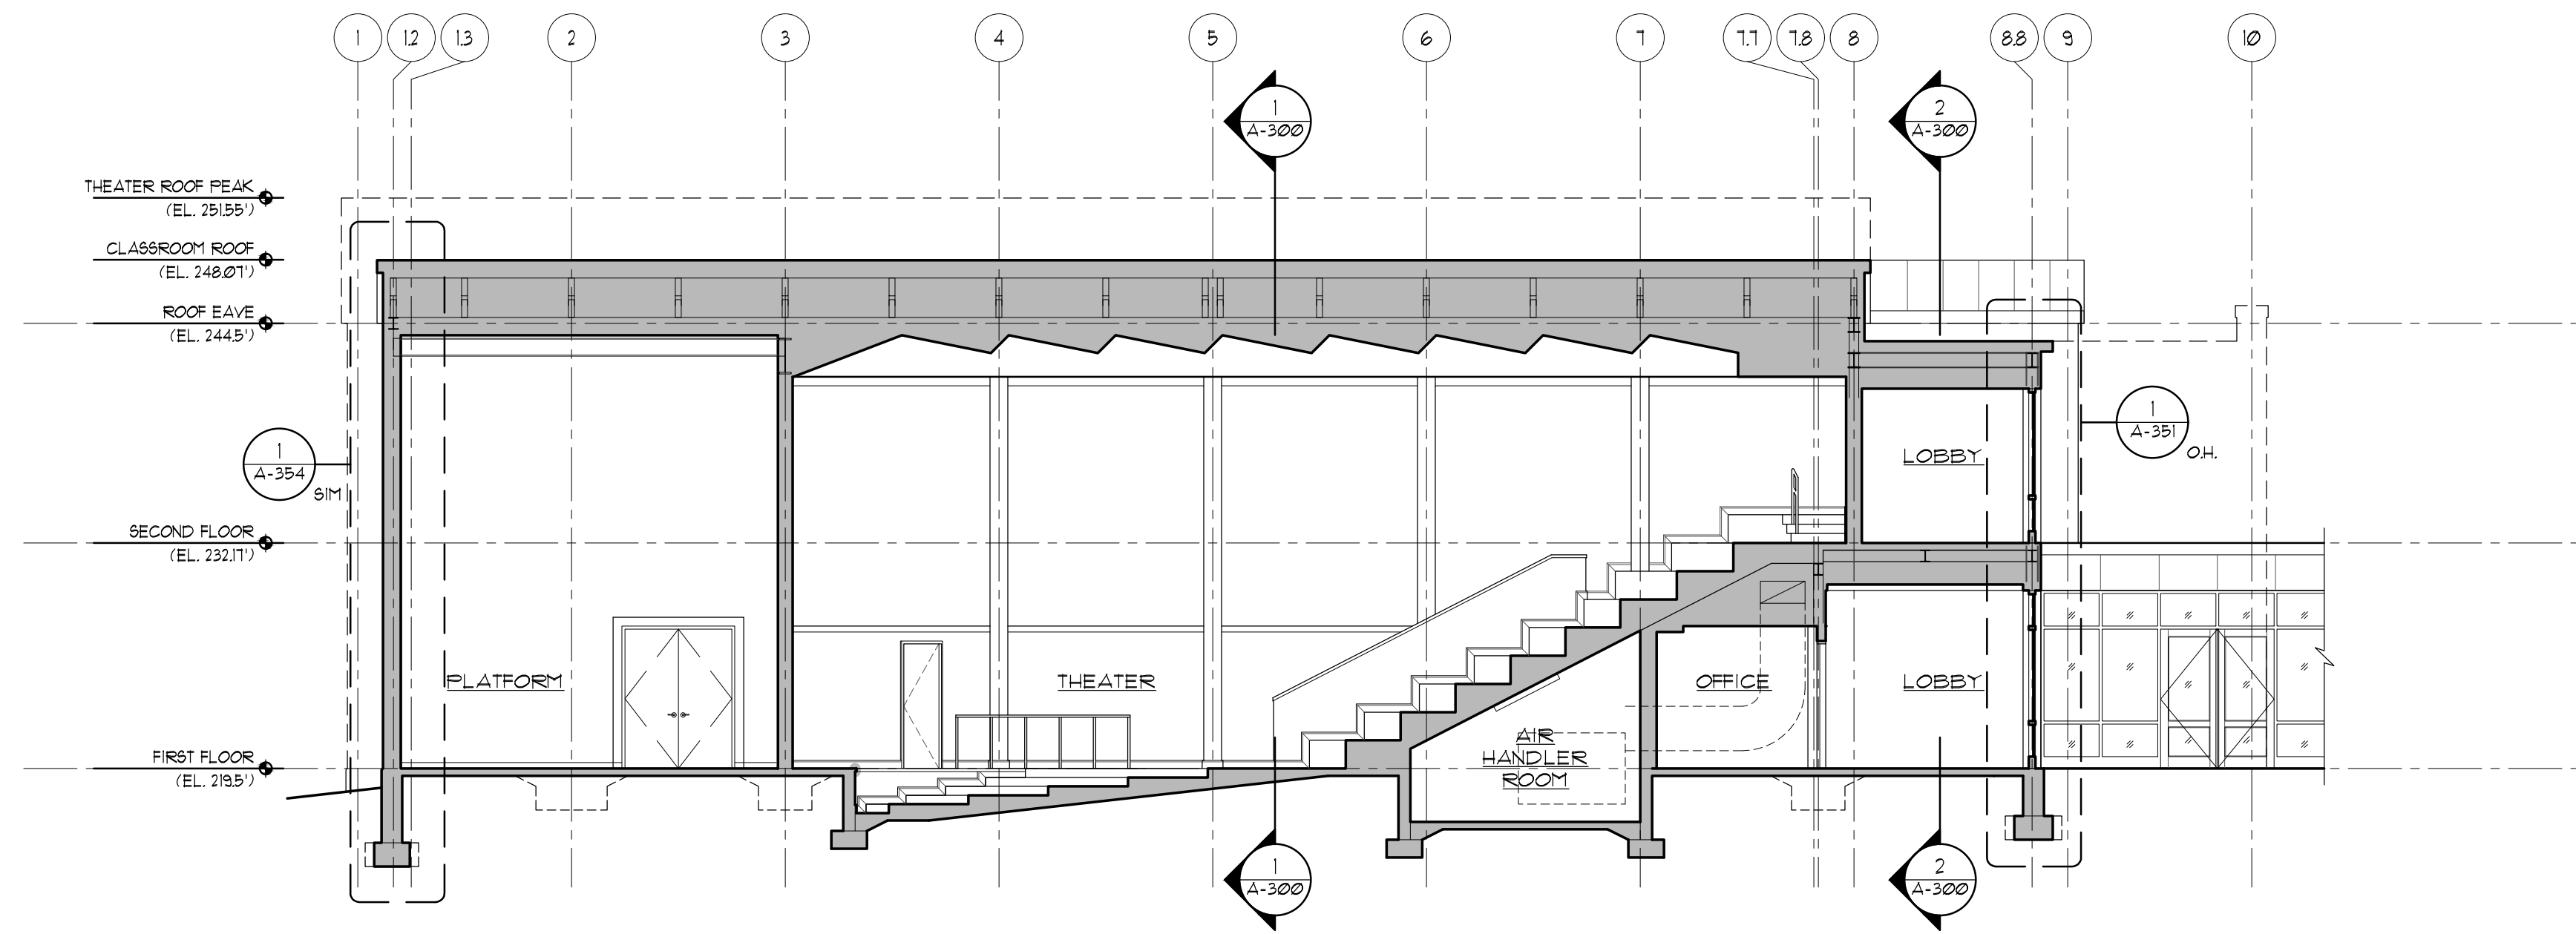 1
1.2
1.3
2
3
4
5
6
7
7.7
7.8
8
8.8
9
10
1
A-300
2
A-300
THEATER ROOF PEAK
(EL. 251.55')
CLASSROOM ROOF
(EL. 248.07')
ROOF EAVE
(EL. 244.5')
1
A-354
SIM
1
A-351
O.H.
LOBBY
SECOND FLOOR
(EL. 232.17')
PLATFORM
THEATER
OFFICE
LOBBY
AIR
HANDLER
ROOM
FIRST FLOOR
(EL. 219.5')
1
A-300
2
A-300